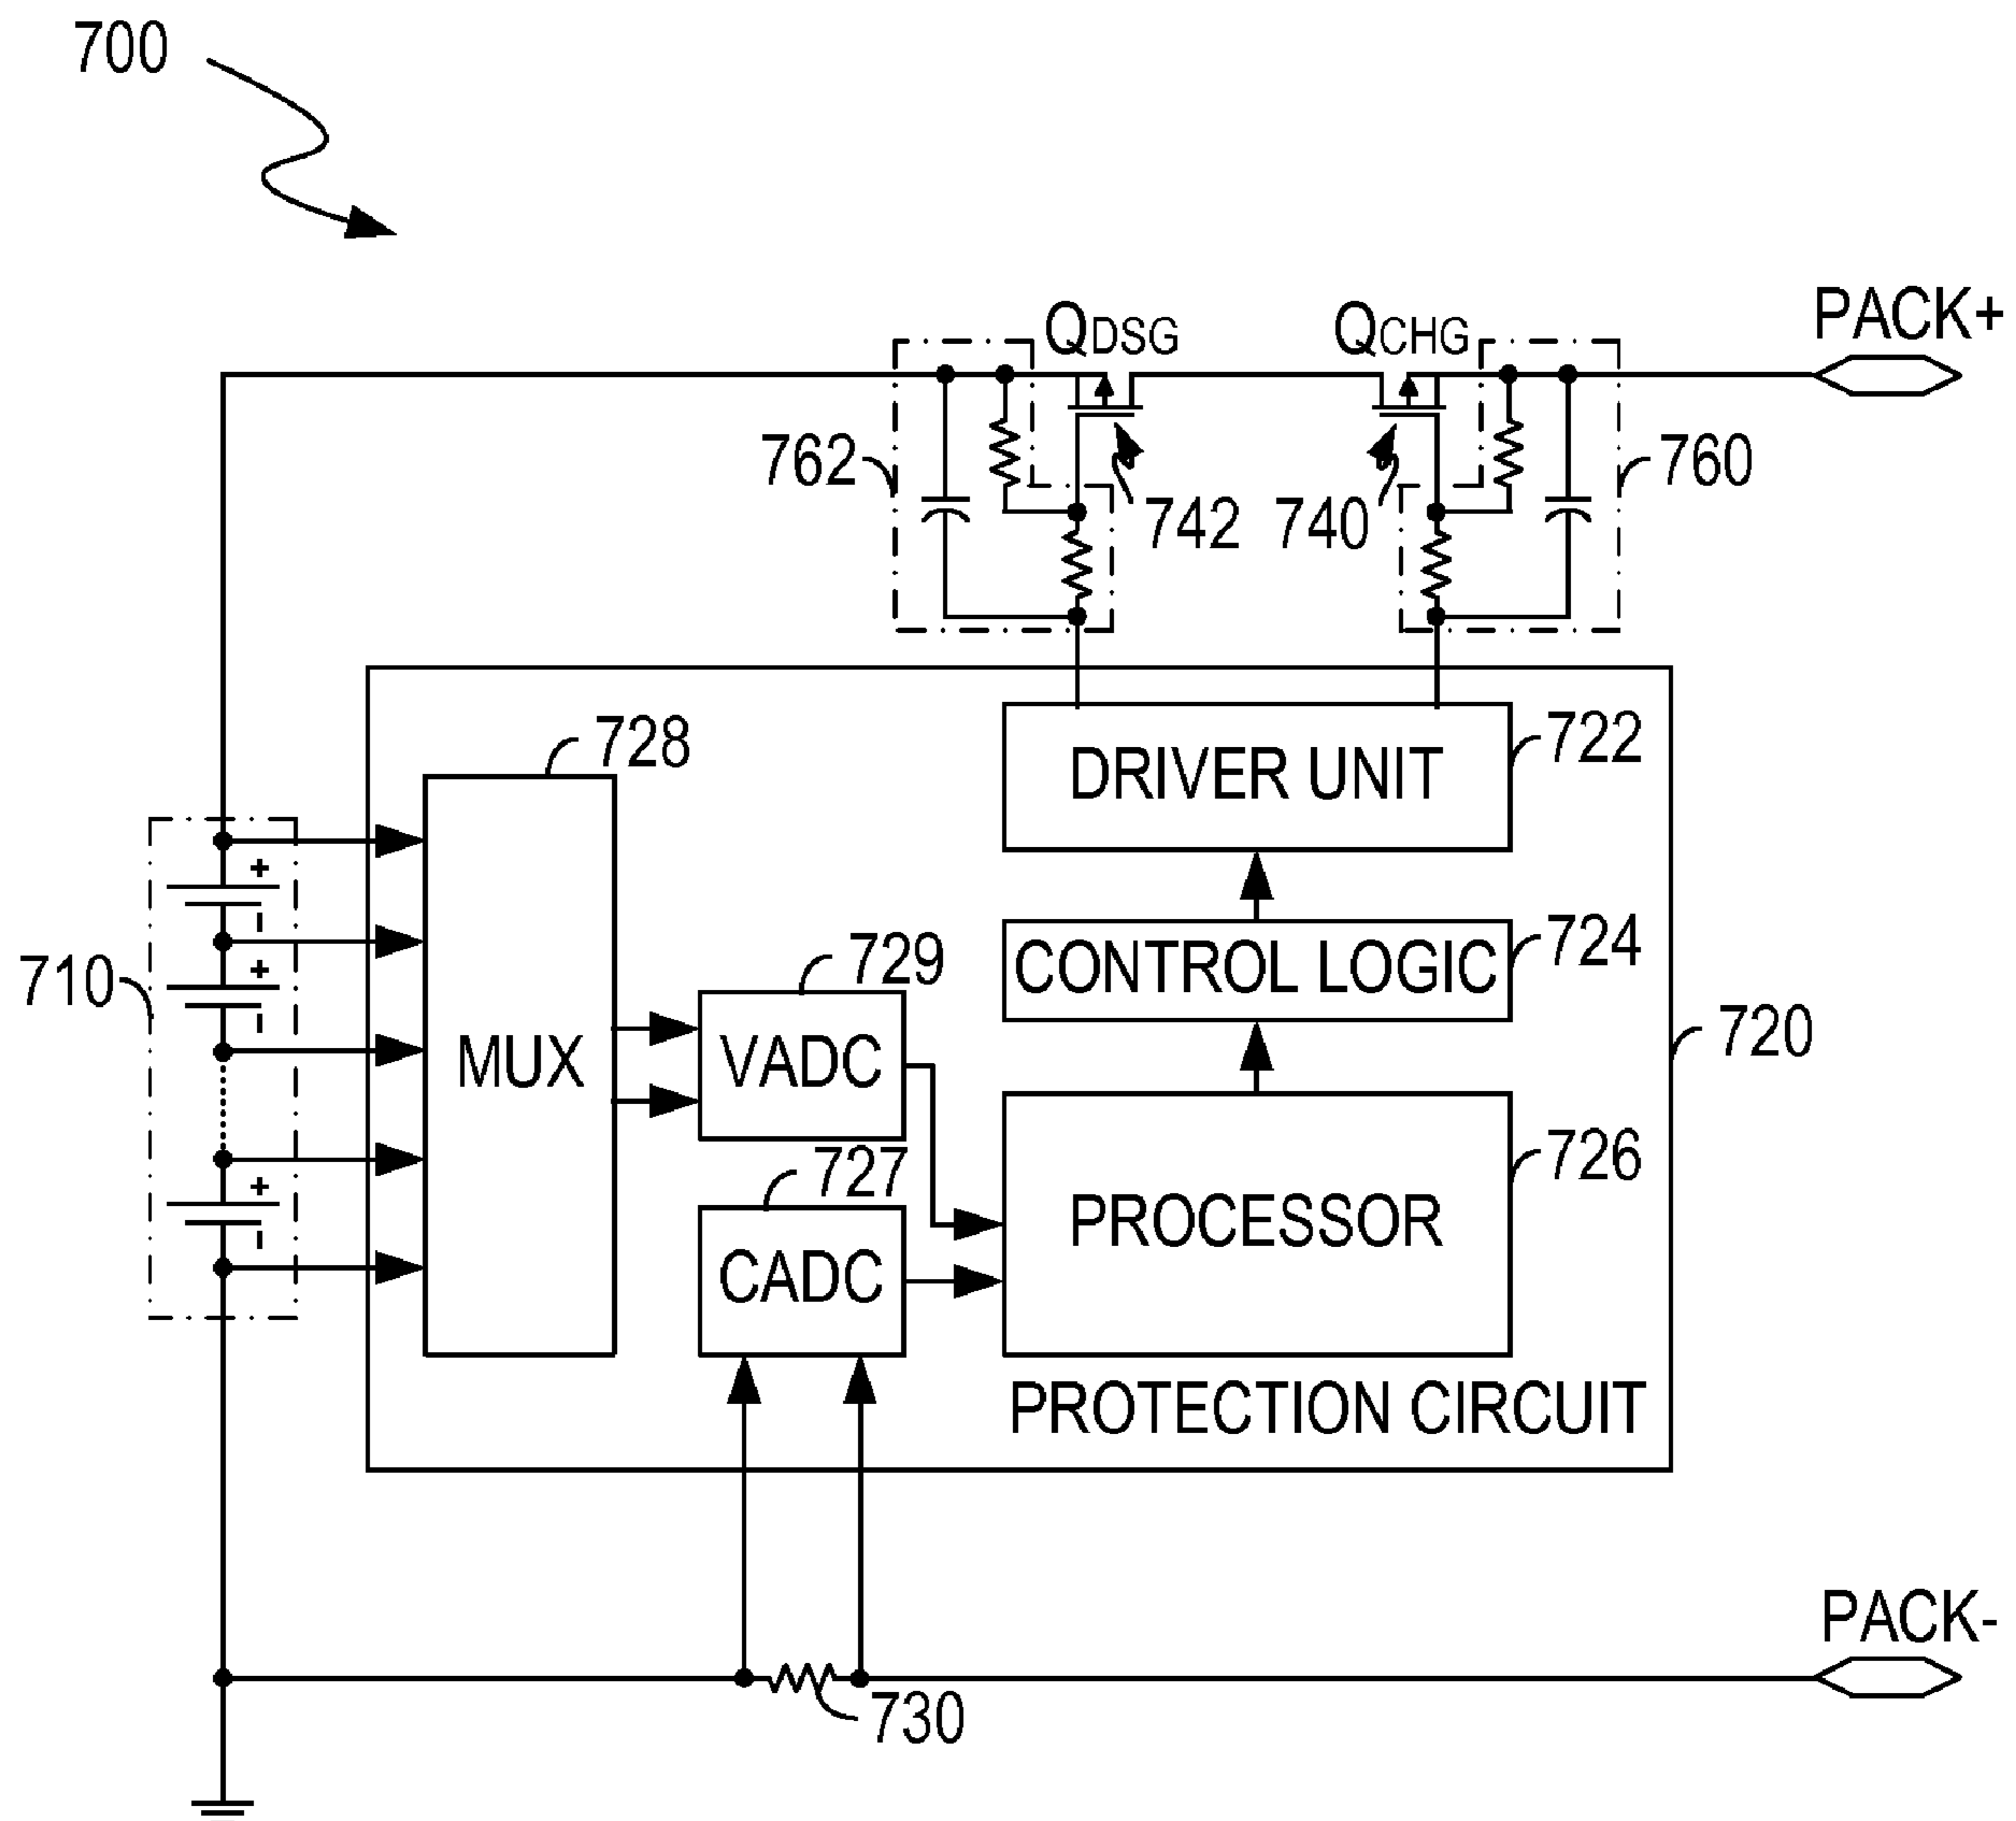 700
PACK+
QDSG
QCHG
762
742
740
760
728
722
DRIVER UNIT
710
+
-
+
-
+
-
729
724
CONTROL LOGIC
MUX
VADC
720
727
726
PROCESSOR
CADC
PROTECTION CIRCUIT
PACK-
730